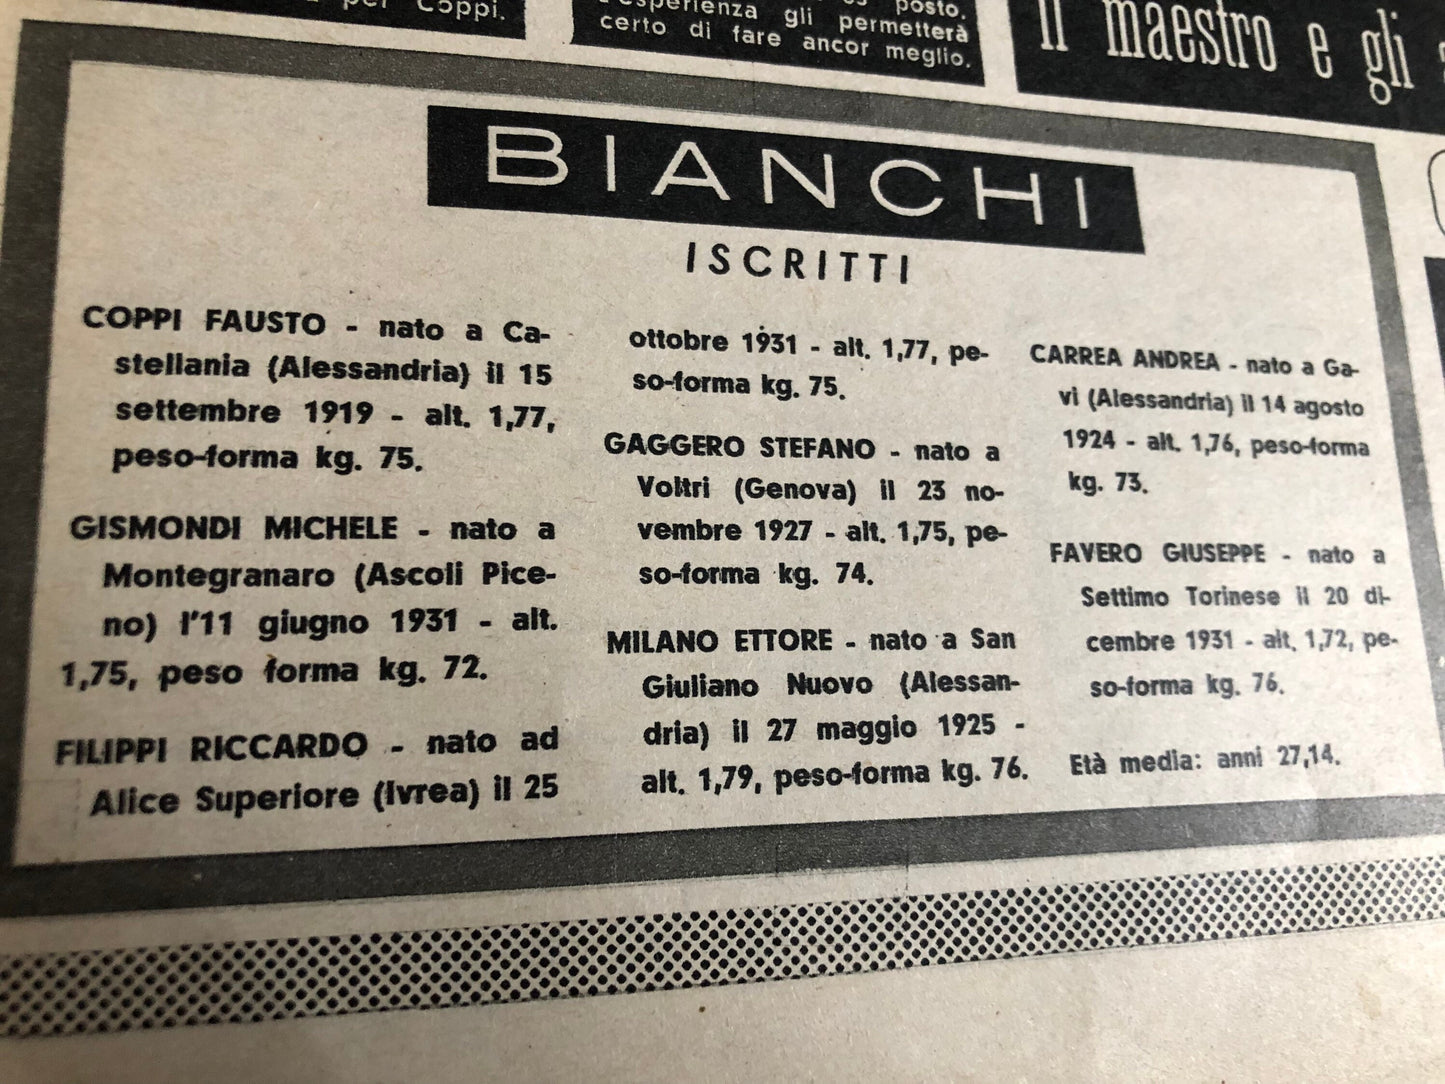 per Coppi.
posto.
esperienza gli permetterà
certo di fare ancor meglio.
Il maestro e gli
BIANCHI
ISCRITTI
COPPI FAUSTO - nato a Ca-
stellania (Alessandria) il 15
settembre 1919 - alt. 1,77,
peso-forma kg. 75.
GISMONDI MICHELE - nato a
Montegranaro (Ascoli Pice-
no) l'11 giugno 1931 - alt.
1,75, peso forma kg. 72.
FILIPPI RICCARDO - nato ad
Alice Superiore (Ivrea) il 25
ottobre 1931 - alt. 1,77, pe-
so-forma kg. 75.
GAGGERO STEFANO - nato a
Voltri (Genova) il 23 no-
vembre 1927 - alt. 1,75, pe-
so-forma kg. 74.
MILANO ETTORE - nato a San
Giuliano Nuovo (Alessan-
dria) il 27 maggio 1925 -
alt. 1,79, peso-forma kg. 76.
CARREA ANDREA - nato a Ga-
vi (Alessandria) il 14 agosto
1924 - alt. 1,76, peso-forma
kg. 73.
FAVERO GIUSEPPE - nato a
Settimo Torinese il 20 di-
cembre 1931 - alt. 1,72, pe-
so-forma kg. 76.
Età media: anni 27,14.